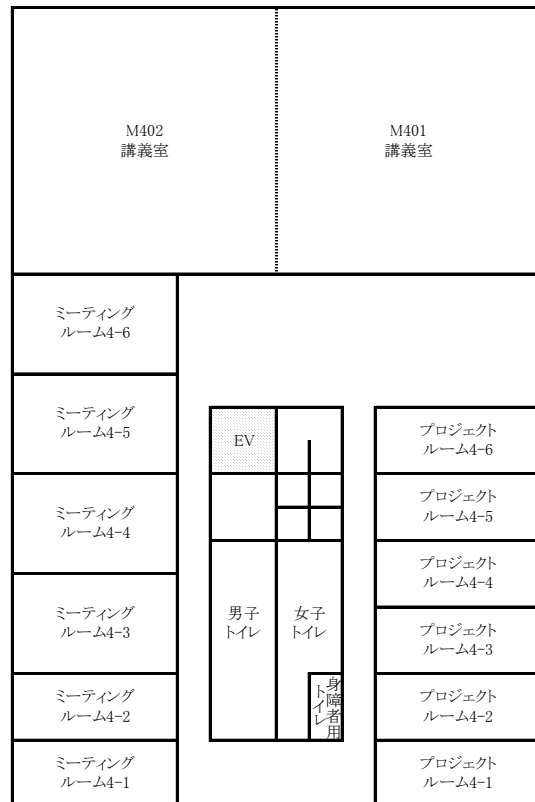 M402
講義室
M401
講義室
ミーティング
ルーム4-6
ミーティング
ルーム4-5
EV
プロジェクト
ルーム4-6
ミーティング
ルーム4-4
プロジェクト
ルーム4-5
プロジェクト
ルーム4-4
ミーティング
ルーム4-3
男子
トイレ
女子
トイレ
プロジェクト
ルーム4-3
ミーティング
ルーム4-2
身障者用
トイレ
プロジェクト
ルーム4-2
ミーティング
ルーム4-1
プロジェクト
ルーム4-1